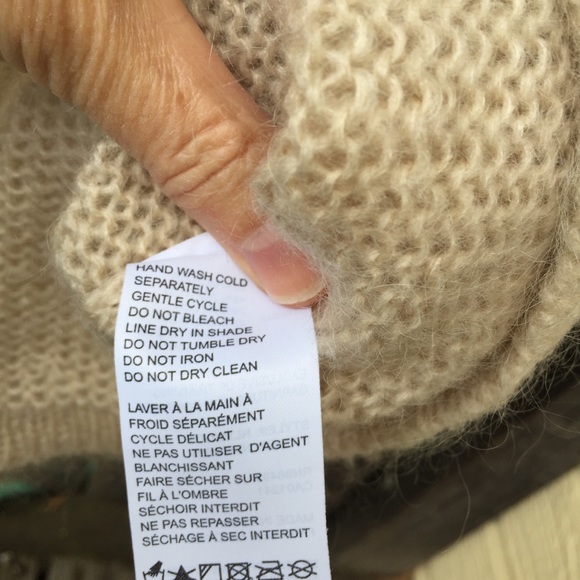 HAND WASH COLD
SEPARATELY
GENTLE CYCLE
DO NOT BLEACH
LINE DRY IN SHADE
DO NOT TUMBLE DRY
DO NOT IRON
DO NOT DRY CLEAN
LAVER À LA MAIN À
FROID SÉPARÉMENT
CYCLE DÉLICAT
NE PAS UTILISER D'AGENT
BLANCHISSANT
FAIRE SÉCHER SUR
FIL À L'OMBRE
SÉCHOIR INTERDIT
NE PAS REPASSER
SÉCHAGE À SEC INTERDIT